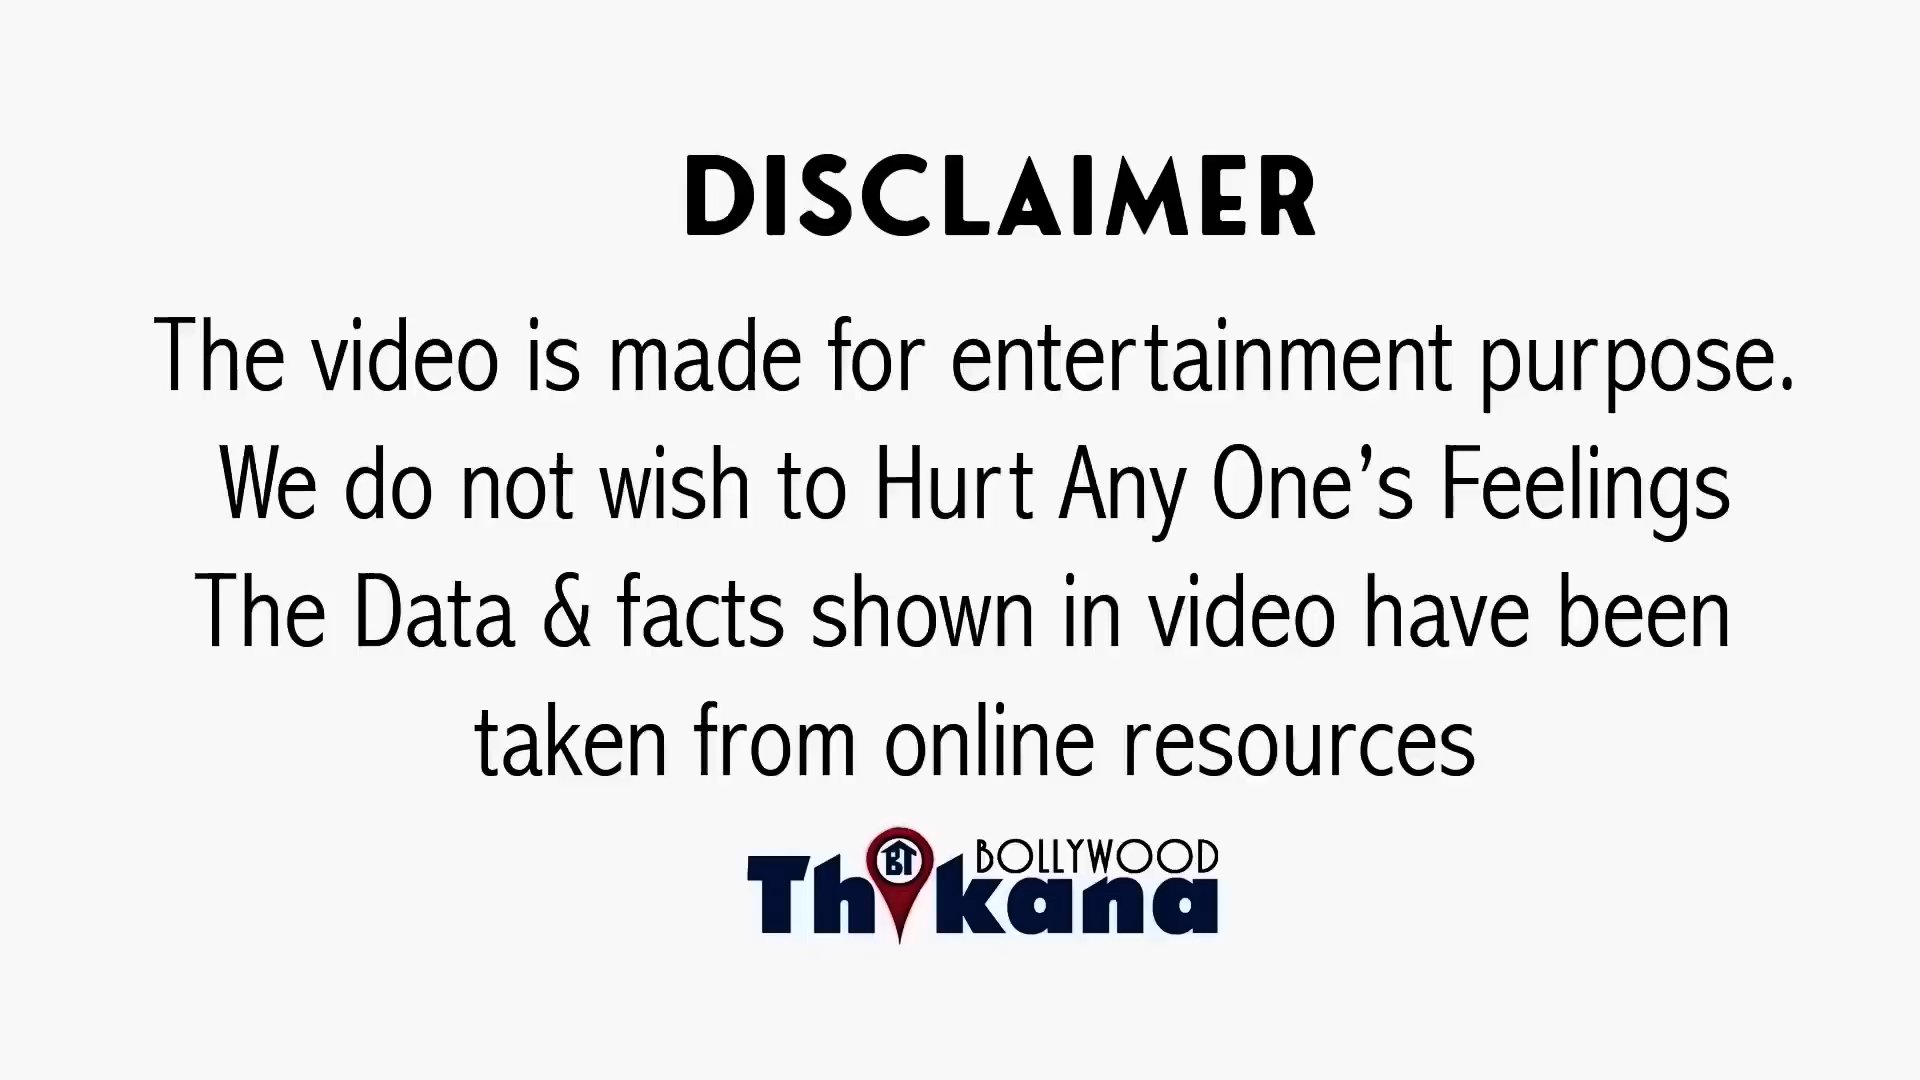 DISCLAIMER
The video is made for entertainment purpose.
We do not wish to Hurt Any One’s Feelings
The Data & facts shown in video have been
taken from online resources
BOLLYWOOD
BT
Thikana